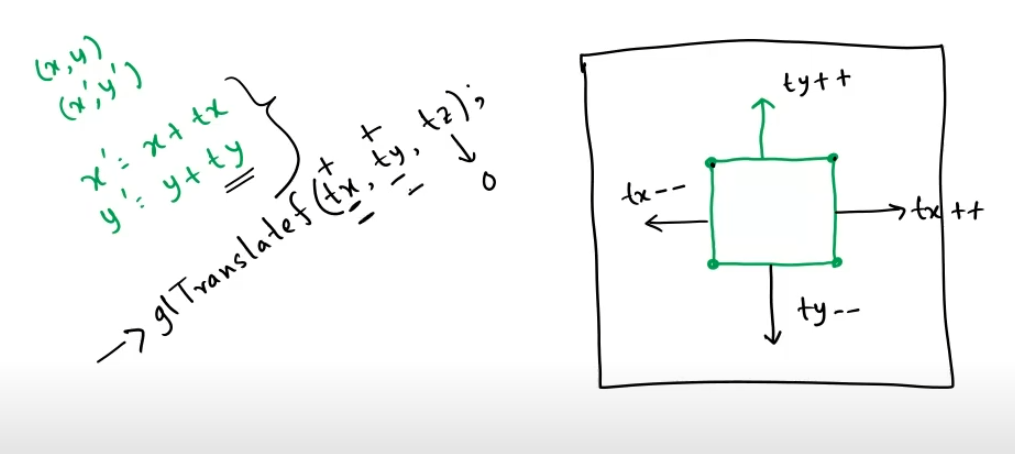 (x,y)
(x',y')
x' = x + tx
y' = y + ty
→ glTranslatef(tx, ty, tz);
+ +
- -
0
ty++
tx--
tx++
ty--